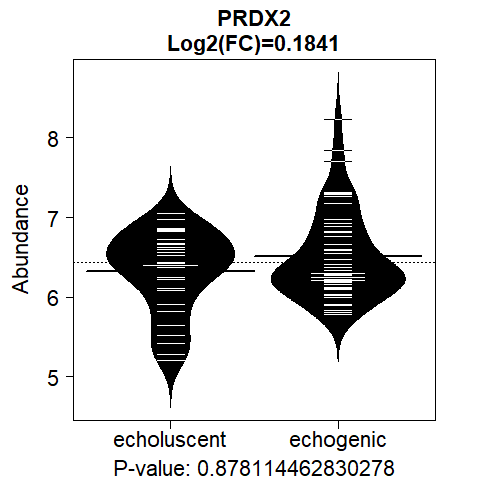 PRDX2
Log2(FC)=0.1841
Abundance
8
7
6
5
echoluscent echogenic
P-value: 0.878114462830278